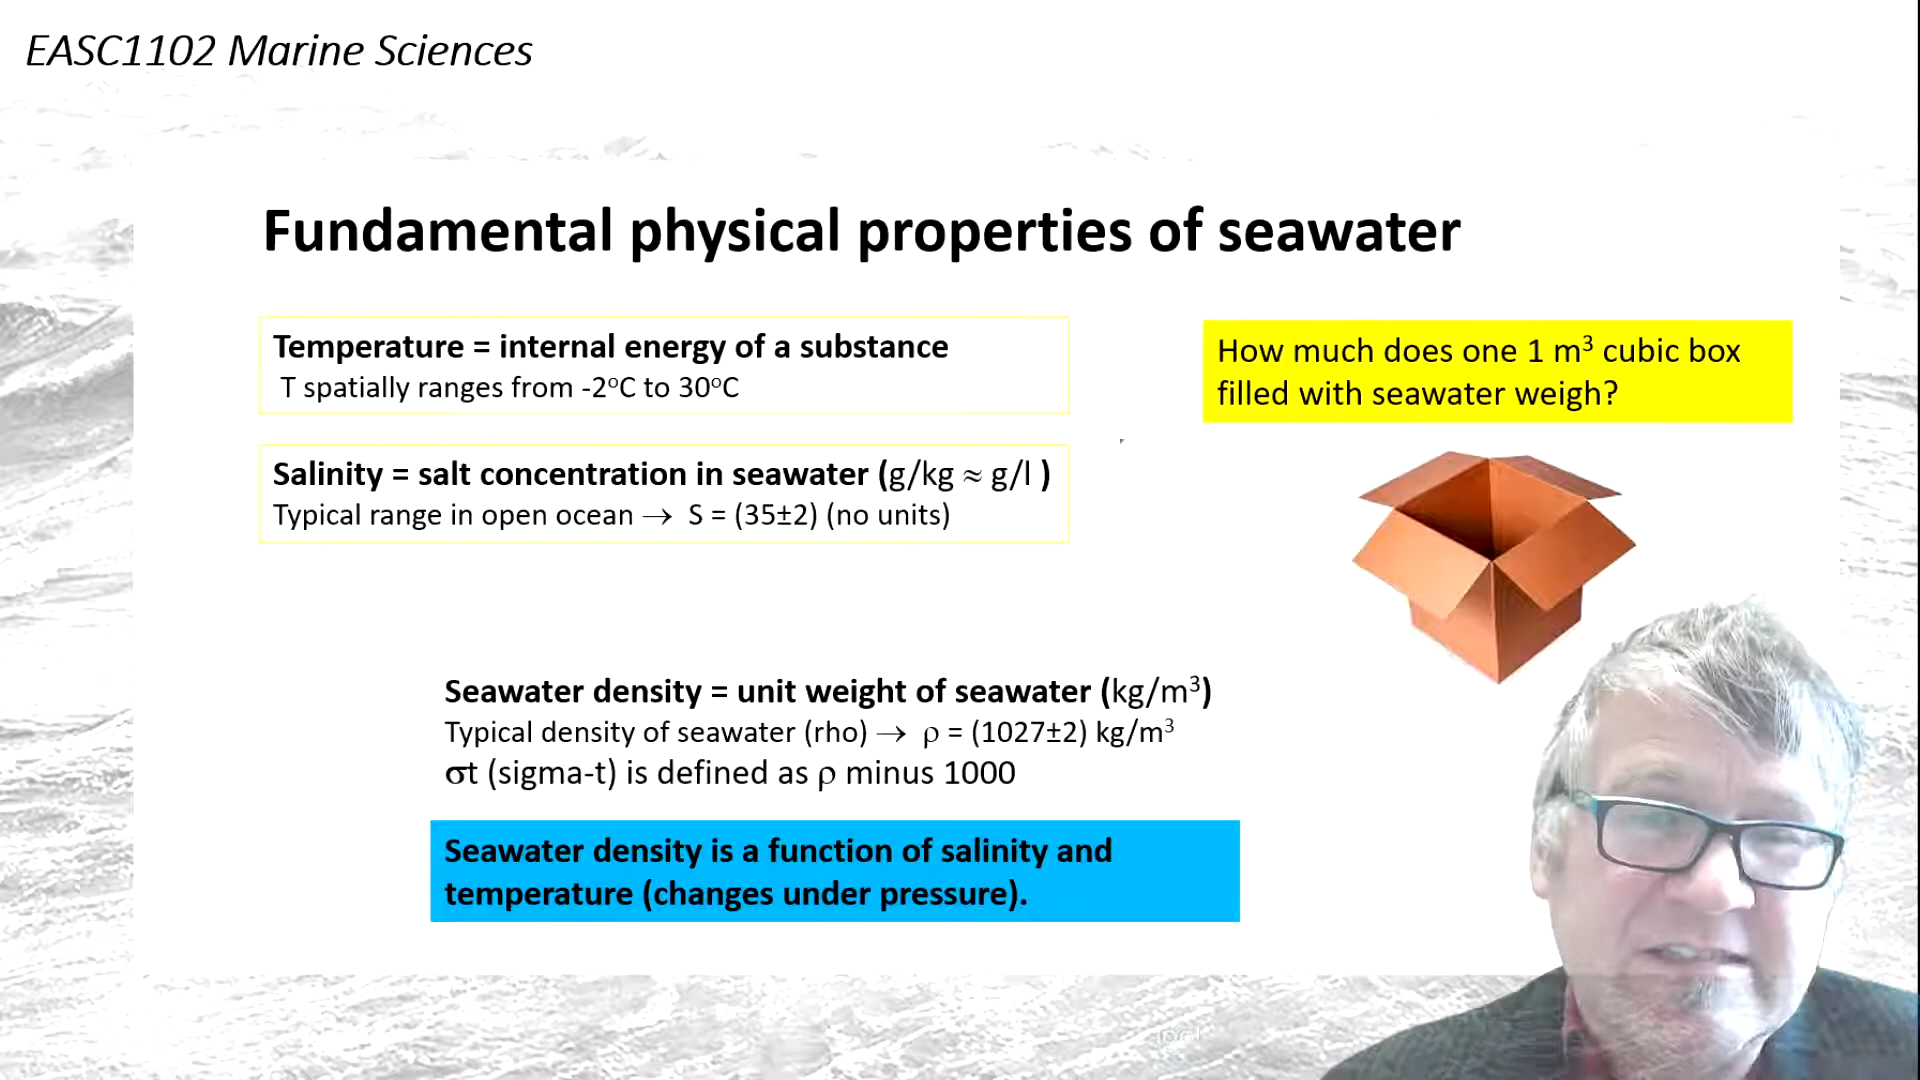 EASC1102 Marine Sciences
Fundamental physical properties of seawater
Temperature = internal energy of a substance
T spatially ranges from -2°C to 30°C
Salinity = salt concentration in seawater (g/kg ≈ g/l )
Typical range in open ocean → S = (35±2) (no units)
How much does one 1 m³ cubic box
filled with seawater weigh?
Seawater density = unit weight of seawater (kg/m³)
Typical density of seawater (rho) → ρ = (1027±2) kg/m³
σt (sigma-t) is defined as ρ minus 1000
Seawater density is a function of salinity and
temperature (changes under pressure).